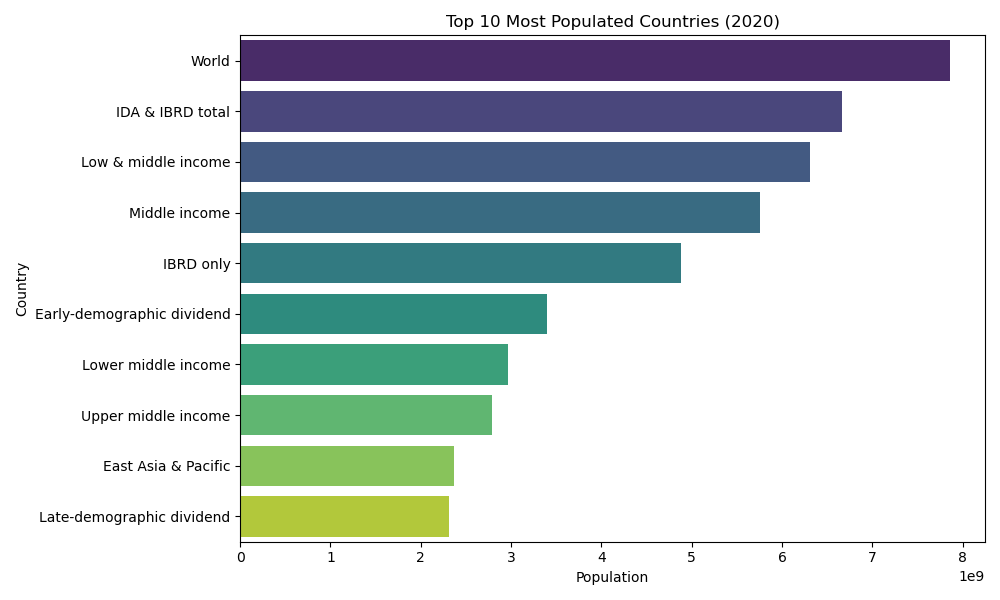 Top 10 Most Populated Countries (2020)
World
IDA & IBRD total
Low & middle income
Middle income
IBRD only
Early-demographic dividend
Lower middle income
Upper middle income
East Asia & Pacific
Late-demographic dividend
Country
0 1 2 3 4 5 6 7 8
1e9
Population